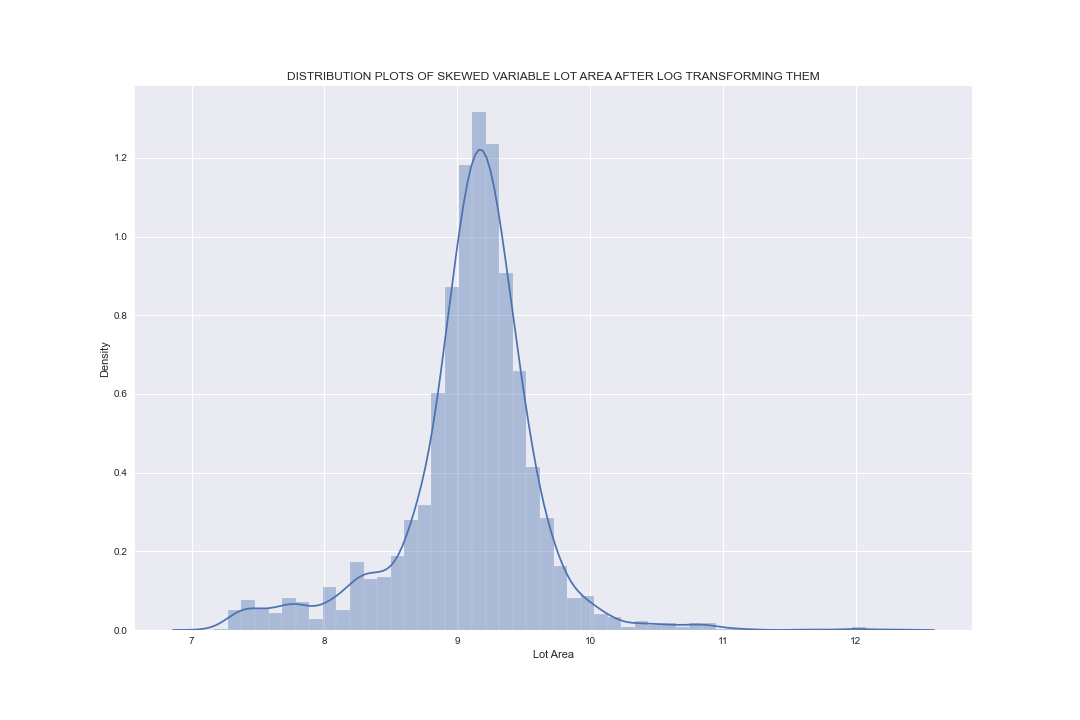 DISTRIBUTION PLOTS OF SKEWED VARIABLE LOT AREA AFTER LOG TRANSFORMING THEM
1.2
1.0
0.8
0.6
0.4
0.2
0.0
Density
7 8 9 10 11 12
Lot Area